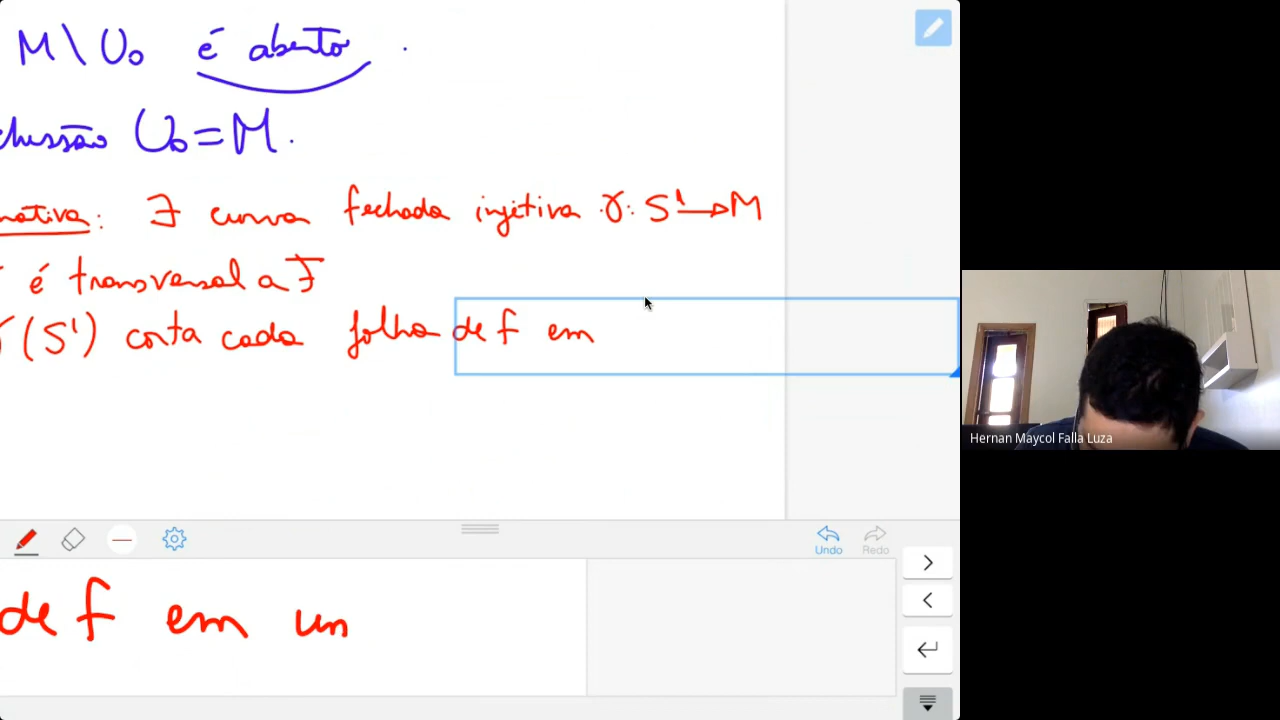 M \ U₀ é aberto .
clusão U₀ = M.
mativa: ∃ curva fechada injetiva γ: S¹ → M
é transversal a F
γ(S¹) corta cada folha de f em
Undo
Redo
de f em un
Hernan Maycol Falla Luza